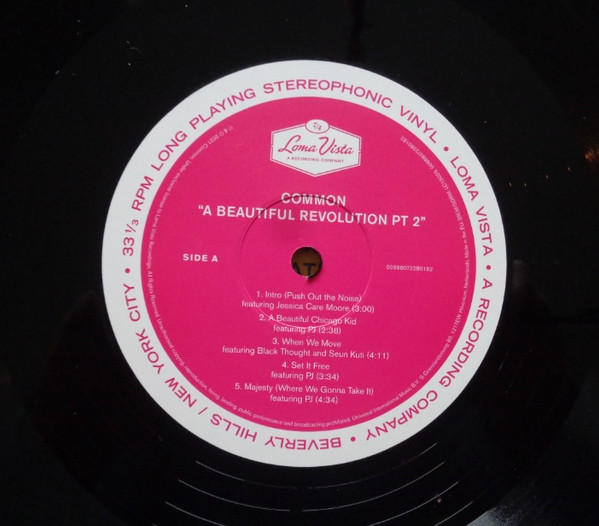 33 1/3 RPM LONG PLAYING STEREOPHONIC VINYL • LOMA VISTA • A RECORDING COMPANY • BEVERLY HILLS / NEW YORK CITY •
Loma Vista
A RECORDING COMPANY
COMMON
"A BEAUTIFUL REVOLUTION PT 2"
SIDE A
1. Intro (Push Out the Noise)
featuring Jessica Care Moore (3:00)
2. A Beautiful Chicago Kid
featuring PJ (2:38)
3. When We Move
featuring Black Thought and Seun Kuti (4:11)
4. Set It Free
featuring PJ (3:34)
5. Majesty (Where We Gonna Take It)
featuring PJ (4:34)